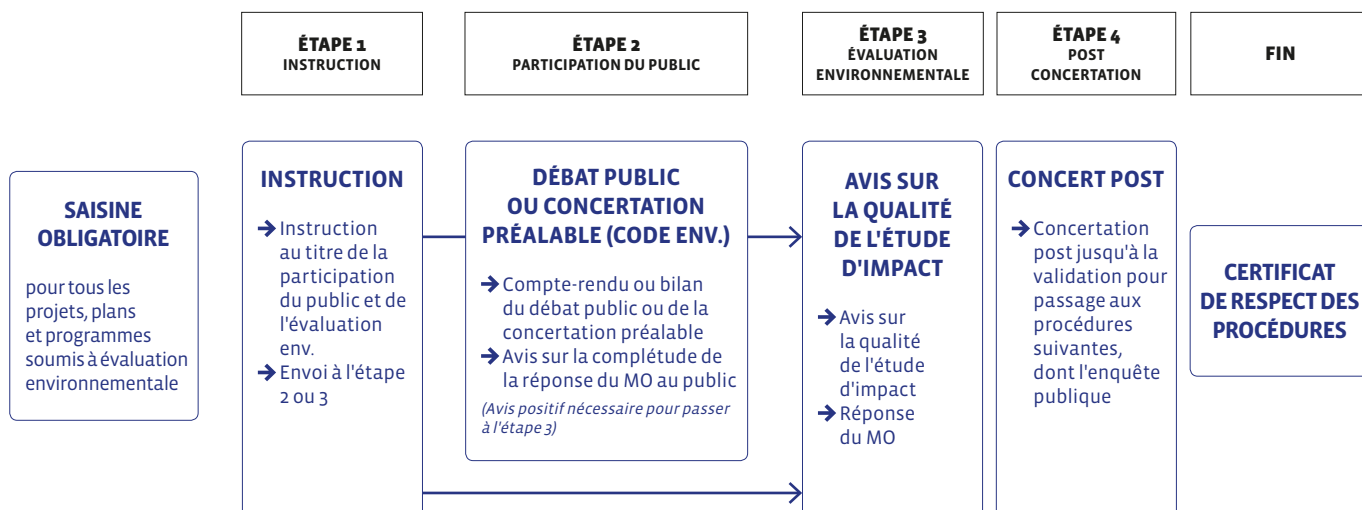 ÉTAPE 1
INSTRUCTION
ÉTAPE 2
PARTICIPATION DU PUBLIC
ÉTAPE 3
ÉVALUATION
ENVIRONNEMENTALE
ÉTAPE 4
POST
CONCERTATION
FIN
SAISINE
OBLIGATOIRE
pour tous les
projets, plans
et programmes
soumis à évaluation
environnementale
INSTRUCTION
→ Instruction
au titre de la
participation
du public et de
l'évaluation
env.
→ Envoi à l'étape
2 ou 3
DÉBAT PUBLIC
OU CONCERTATION
PRÉALABLE (CODE ENV.)
→ Compte-rendu ou bilan
du débat public ou de la
concertation préalable
→ Avis sur la complétude de
la réponse du MO au public
(Avis positif nécessaire pour passer
à l'étape 3)
AVIS SUR
LA QUALITÉ
DE L'ÉTUDE
D'IMPACT
→ Avis sur
la qualité
de l'étude
d'impact
→ Réponse
du MO
CONCERT POST
→ Concertation
post jusqu'à la
validation pour
passage aux
procédures
suivantes,
dont l'enquête
publique
CERTIFICAT
DE RESPECT DES
PROCÉDURES